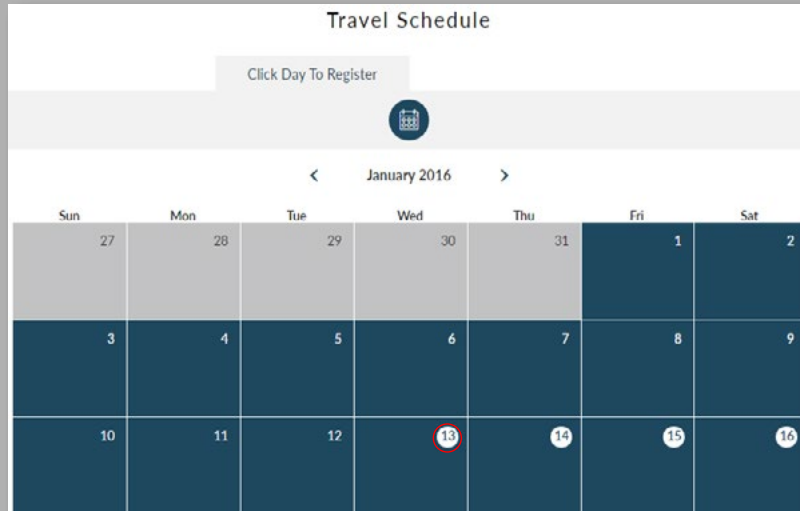 Travel Schedule
Click Day To Register
January 2016
Sun Mon Tue Wed Thu Fri Sat
27 28 29 30 31 1 2
3 4 5 6 7 8 9
10 11 12 13 14 15 16